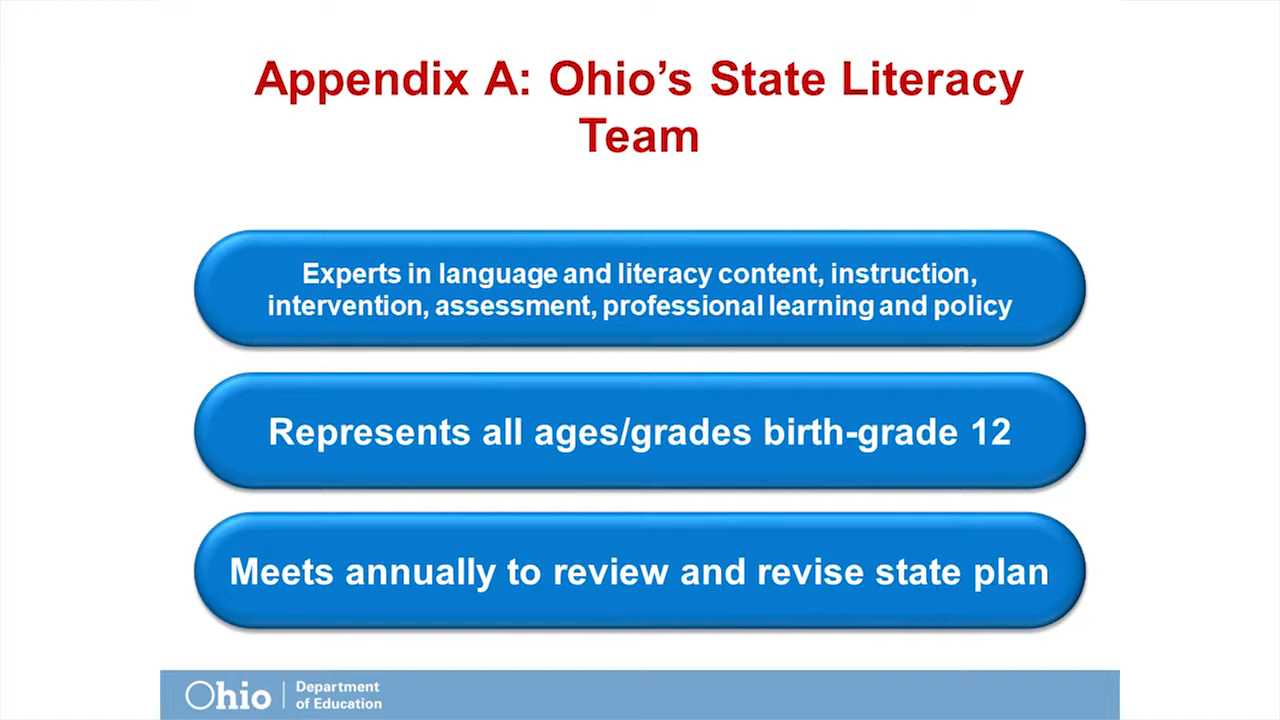 Appendix A: Ohio’s State Literacy
Team
Experts in language and literacy content, instruction,
intervention, assessment, professional learning and policy
Represents all ages/grades birth-grade 12
Meets annually to review and revise state plan
Ohio
Department
of Education